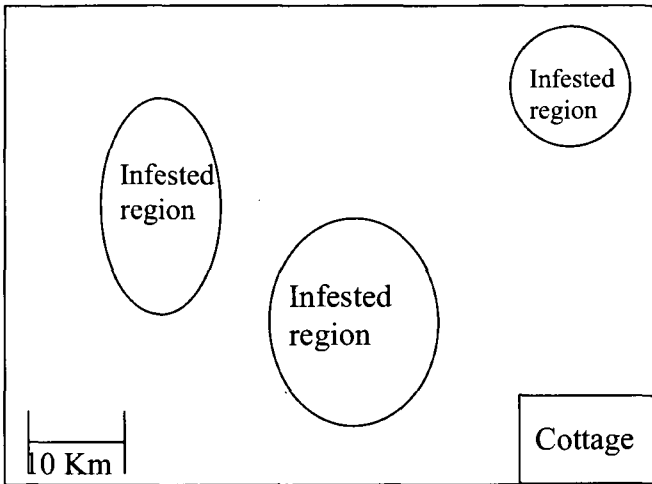 Infested
region
Infested
region
Infested
region
Cottage
10 Km